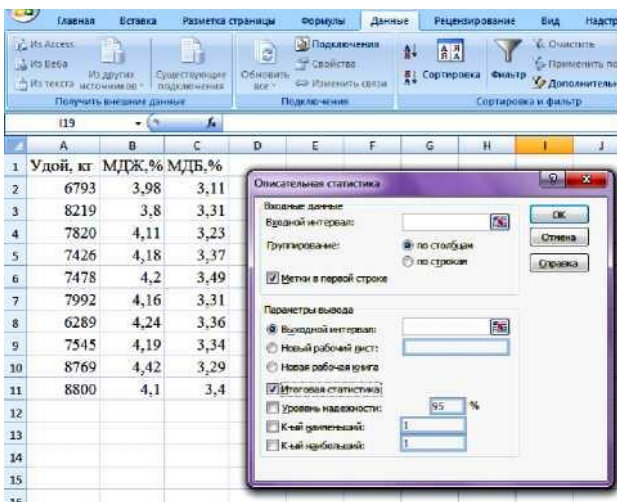 Главная Вставка Разметка страницы Формулы Данные Рецензирование Вид Надстр
Из Access
Из Веба
Из текста
Из других источников
Существующие подключения
Обновить все
Подключения
Свойства
Изменить связи
Сортировка
Фильтр
Очистить
Применить по
Дополнительн
Получить внешние данные Подключения Сортировка и фильтр
I19 fx
A B C D E F G H I J
1 Удой, кг МДЖ,% МДБ,%
2 6793 3,98 3,11
3 8219 3,8 3,31
4 7820 4,11 3,23
5 7426 4,18 3,37
6 7478 4,2 3,49
7 7992 4,16 3,31
8 6289 4,24 3,36
9 7545 4,19 3,34
10 8769 4,42 3,29
11 8800 4,1 3,4
12
13
14
15
16
Описательная статистика
Входные данные
Входной интервал:
Группирование: по столбцам
по строкам
Метки в первой строке
Параметры вывода
Выходной интервал:
Новый рабочий лист:
Новая рабочая книга
Итоговая статистика
Уровень надежности: 95 %
К-ый наименьший: 1
К-ый наибольший: 1
OK
Отмена
Справка